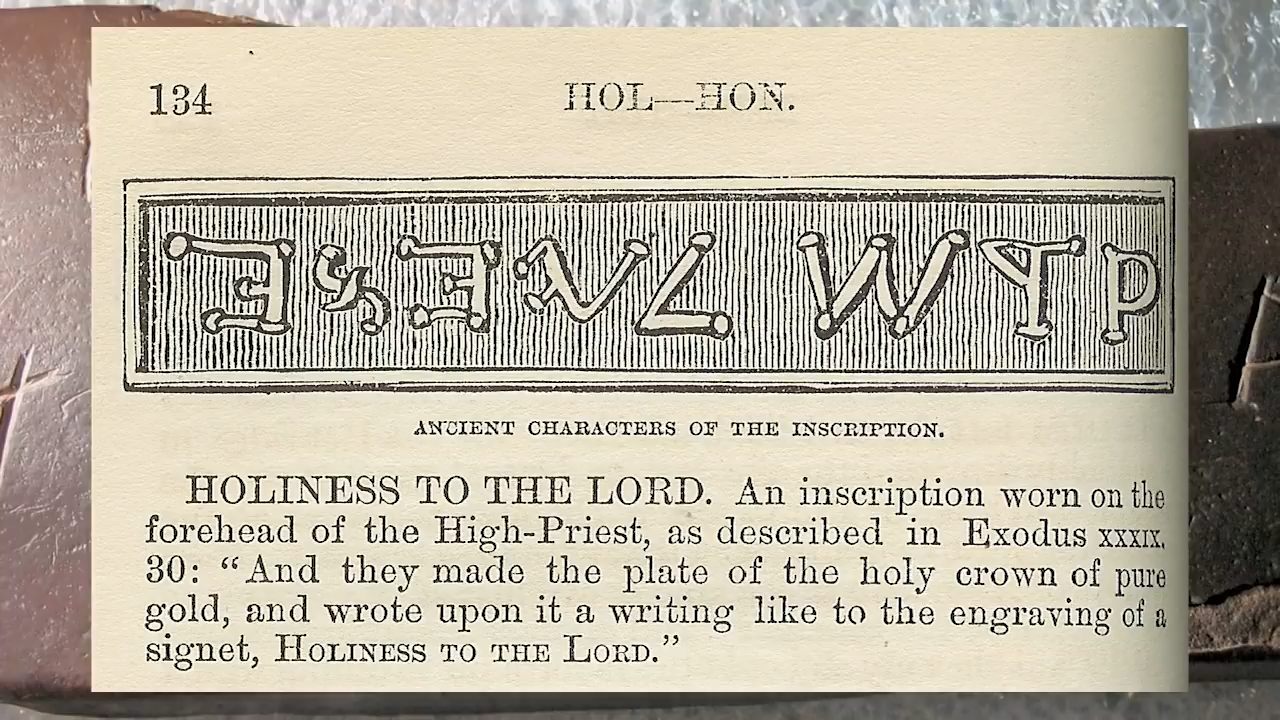 134
HOL—HON.
𐤒𐤃𐤔 𐤋𐤉𐤄𐤅𐤄
ANCIENT CHARACTERS OF THE INSCRIPTION.
HOLINESS TO THE LORD. An inscription worn on the
forehead of the High-Priest, as described in Exodus XXXIX.
30: “And they made the plate of the holy crown of pure
gold, and wrote upon it a writing like to the engraving of a
signet, HOLINESS TO THE LORD.”